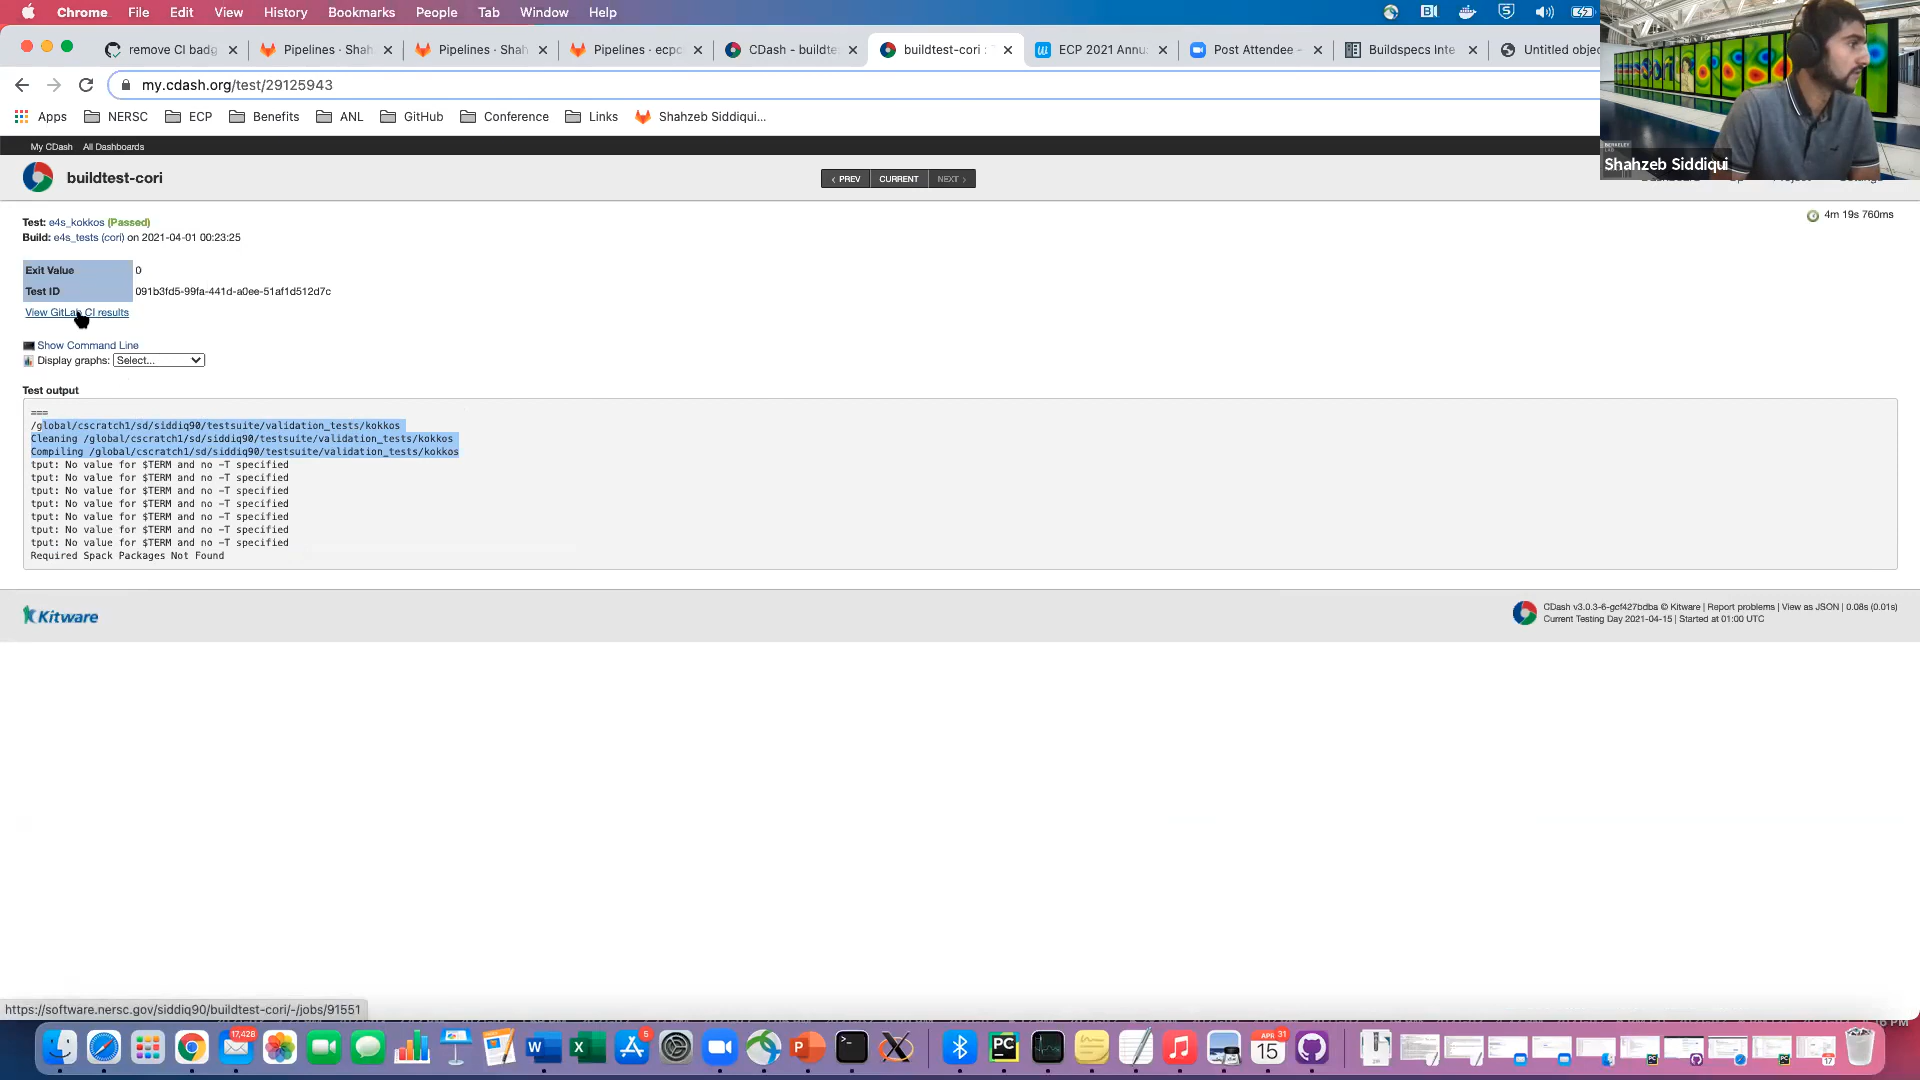 Chrome File Edit View History Bookmarks People Tab Window Help
remove CI badg Pipelines · Shah Pipelines · Shah Pipelines · ecpc CDash - buildte buildtest-cori : ECP 2021 Annu Post Attendee - Buildspecs Inte Untitled objec
my.cdash.org/test/29125943
Apps NERSC ECP Benefits ANL GitHub Conference Links Shahzeb Siddiqui...
Shahzeb Siddiqui
My CDash All Dashboards
buildtest-cori
PREV CURRENT NEXT
Test: e4s_kokkos (Passed)
4m 19s 760ms
Build: e4s_tests (cori) on 2021-04-01 00:23:25
Exit Value 0
Test ID 091b3fd5-99fa-441d-a0ee-51af1d512d7c
View GitLab CI results
Show Command Line
Display graphs: Select...
Test output
===
/global/cscratch1/sd/siddiq90/testsuite/validation_tests/kokkos
Cleaning /global/cscratch1/sd/siddiq90/testsuite/validation_tests/kokkos
Compiling /global/cscratch1/sd/siddiq90/testsuite/validation_tests/kokkos
tput: No value for $TERM and no -T specified
tput: No value for $TERM and no -T specified
tput: No value for $TERM and no -T specified
tput: No value for $TERM and no -T specified
tput: No value for $TERM and no -T specified
tput: No value for $TERM and no -T specified
tput: No value for $TERM and no -T specified
Required Spack Packages Not Found
Kitware
CDash v3.0.3-6-gcf427bdba © Kitware | Report problems | View as JSON | 0.08s (0.01s)
Current Testing Day 2021-04-15 | Started at 01:00 UTC
https://software.nersc.gov/siddiq90/buildtest-cori/-/jobs/91551
17,428
5
APR 31
15
17